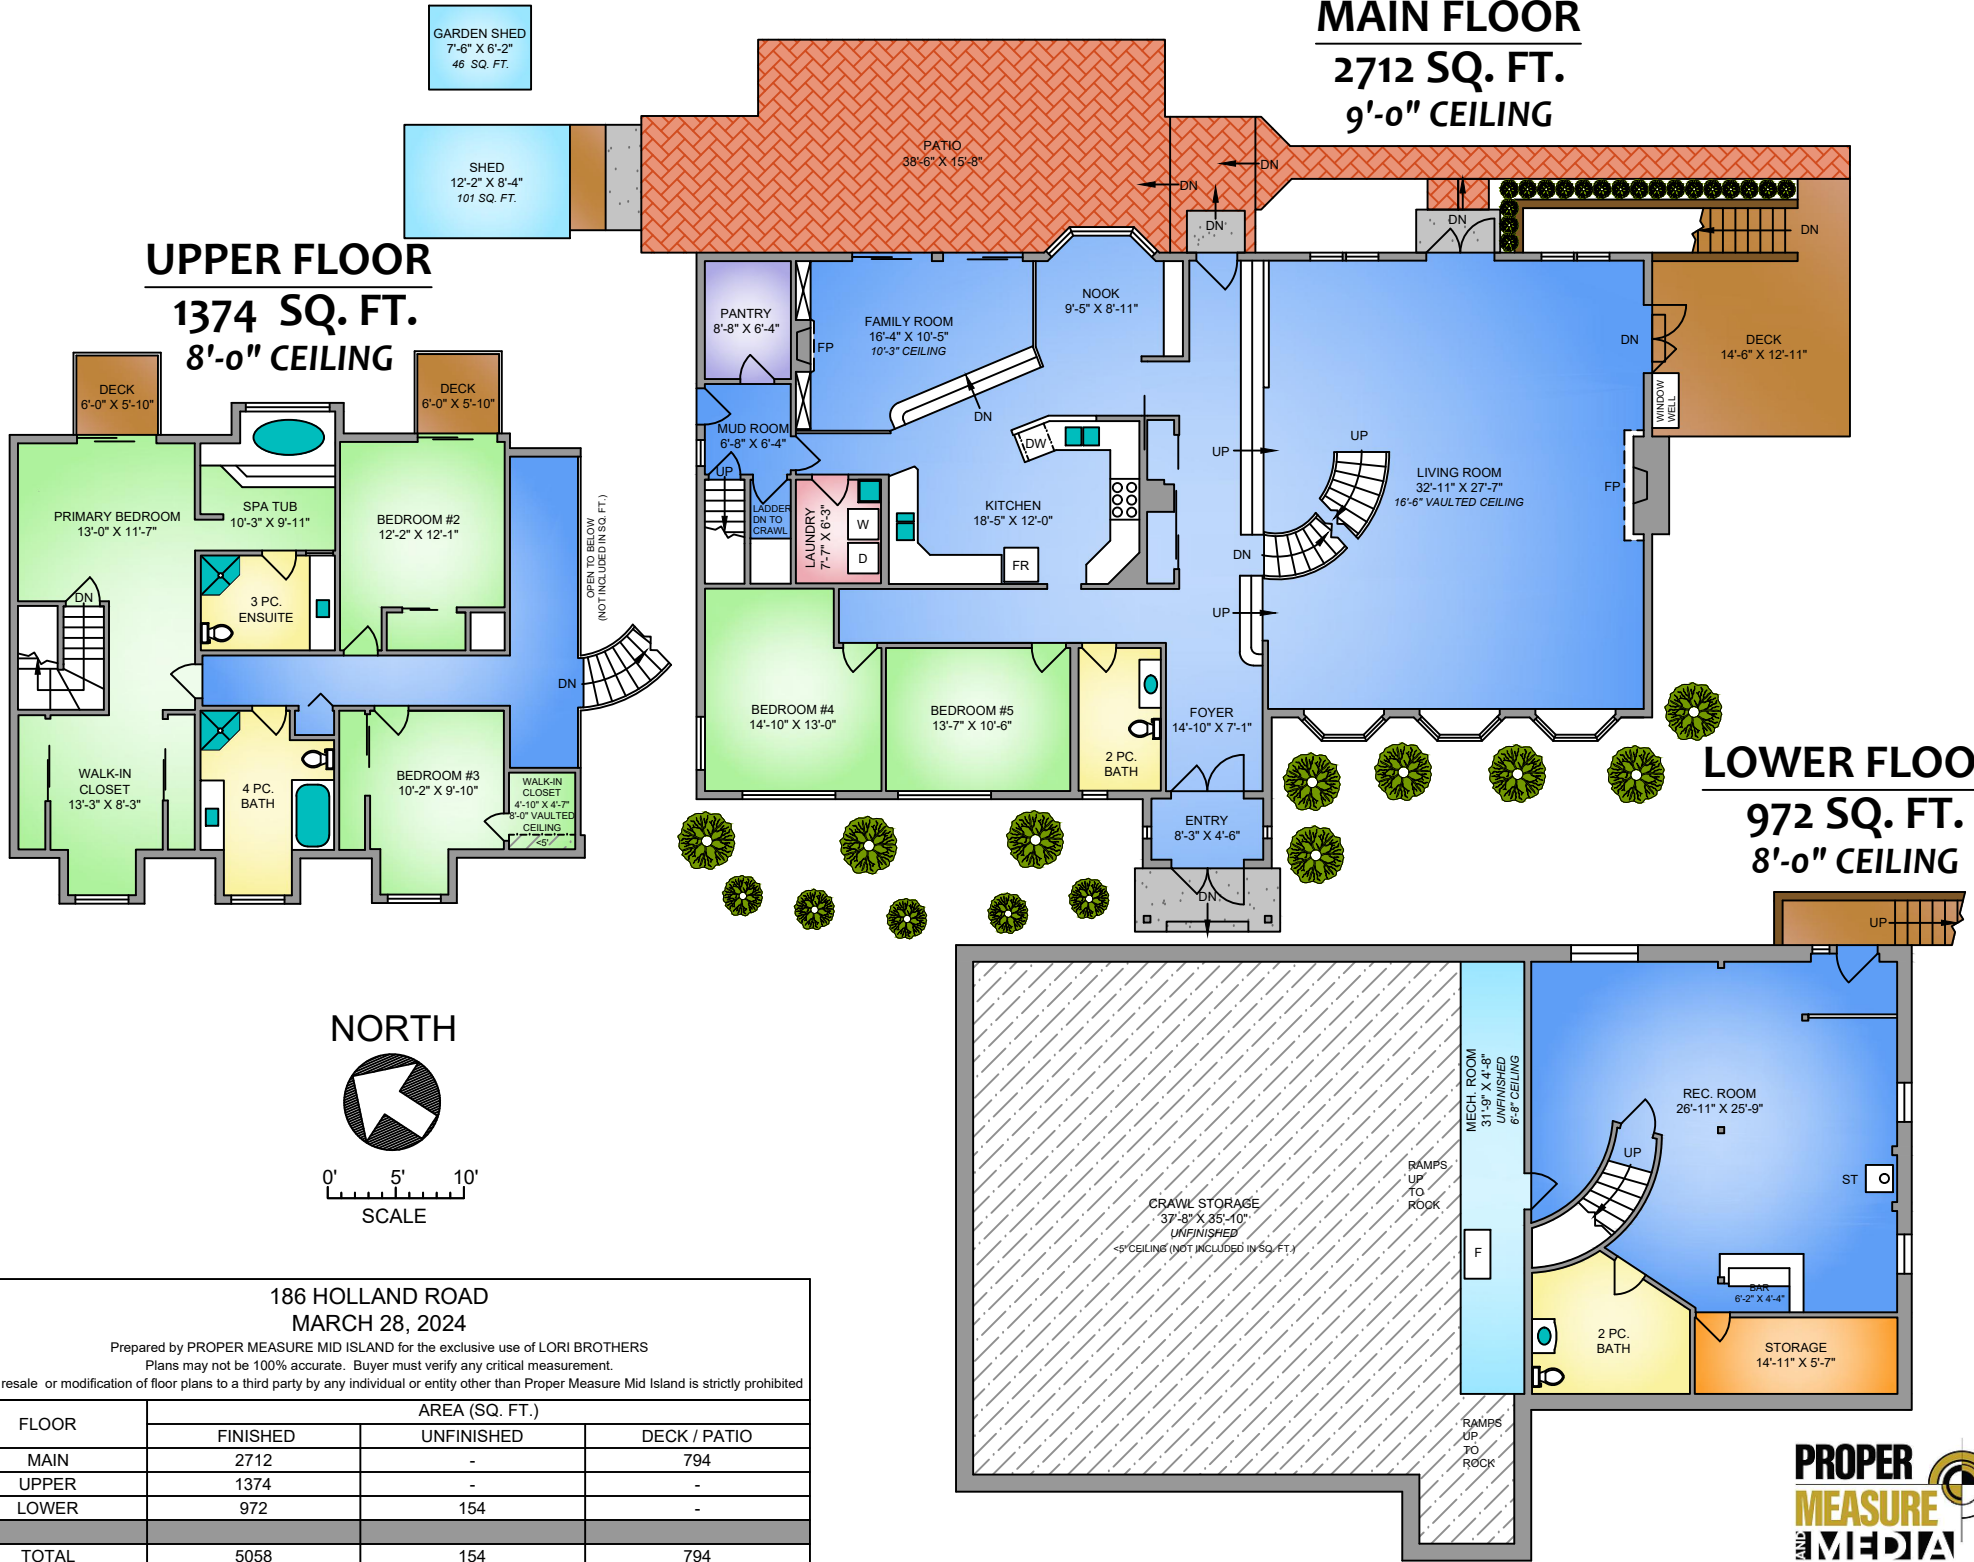 MAIN FLOOR
2712 SQ. FT.
9'-0" CEILING
GARDEN SHED
7'-6" X 6'-2"
46 SQ. FT.
SHED
12'-2" X 8'-4"
101 SQ. FT.
PATIO
38'-6" X 15'-8"
DN
DN
DN
DN
DN
UPPER FLOOR
1374 SQ. FT.
8'-0" CEILING
DECK
6'-0" X 5'-10"
DECK
6'-0" X 5'-10"
PRIMARY BEDROOM
13'-0" X 11'-7"
SPA TUB
10'-3" X 9'-11"
BEDROOM #2
12'-2" X 12'-1"
OPEN TO BELOW
(NOT INCLUDED IN SQ. FT.)
DN
3 PC.
ENSUITE
DN
WALK-IN
CLOSET
13'-3" X 8'-3"
4 PC.
BATH
BEDROOM #3
10'-2" X 9'-10"
WALK-IN
CLOSET
4'-10" X 4'-7"
8'-0" VAULTED
CEILING
<5'
PANTRY
8'-8" X 6'-4"
FP
FAMILY ROOM
16'-4" X 10'-5"
10'-3" CEILING
NOOK
9'-5" X 8'-11"
DN
MUD ROOM
6'-8" X 6'-4"
UP
LADDER
DN TO
CRAWL
LAUNDRY
7'-7" X 6'-3"
W
D
DW
KITCHEN
18'-5" X 12'-0"
FR
UP
UP
DN
UP
LIVING ROOM
32'-11" X 27'-7"
16'-6" VAULTED CEILING
FP
DN
DECK
14'-6" X 12'-11"
WINDOW
WELL
BEDROOM #4
14'-10" X 13'-0"
BEDROOM #5
13'-7" X 10'-6"
2 PC.
BATH
FOYER
14'-10" X 7'-1"
ENTRY
8'-3" X 4'-6"
DN
LOWER FLOO
972 SQ. FT.
8'-0" CEILING
UP
MECH. ROOM
31'-9" X 4'-8"
UNFINISHED
6'-8" CEILING
REC. ROOM
26'-11" X 25'-9"
UP
ST
RAMPS
UP
TO
ROCK
CRAWL STORAGE
37'-8" X 35'-10"
UNFINISHED
<5' CEILING (NOT INCLUDED IN SQ. FT.)
F
BAR
6'-2" X 4'-4"
2 PC.
BATH
STORAGE
14'-11" X 5'-7"
RAMPS
UP
TO
ROCK
NORTH
0' 5' 10'
SCALE
186 HOLLAND ROAD
MARCH 28, 2024
Prepared by PROPER MEASURE MID ISLAND for the exclusive use of LORI BROTHERS
Plans may not be 100% accurate. Buyer must verify any critical measurement.
resale or modification of floor plans to a third party by any individual or entity other than Proper Measure Mid Island is strictly prohibited
FLOOR AREA (SQ. FT.)
FINISHED UNFINISHED DECK / PATIO
MAIN 2712 - 794
UPPER 1374 - -
LOWER 972 154 -
TOTAL 5058 154 794
PROPER
MEASURE
AND MEDIA